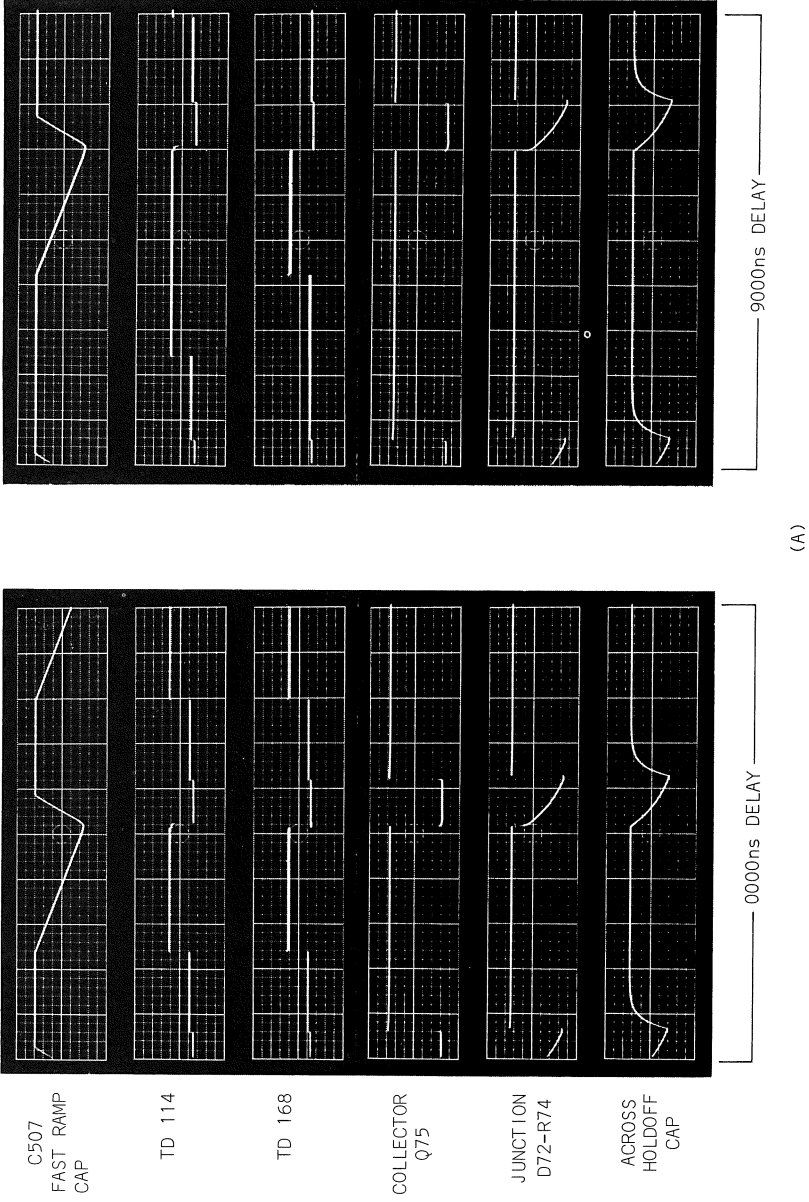 C507
FAST RAMP
CAP
TD 114
TD 168
COLLECTOR
Q75
JUNCTION
D72-R74
ACROSS
HOLDOFF
CAP
0000ns DELAY
9000ns DELAY
(A)